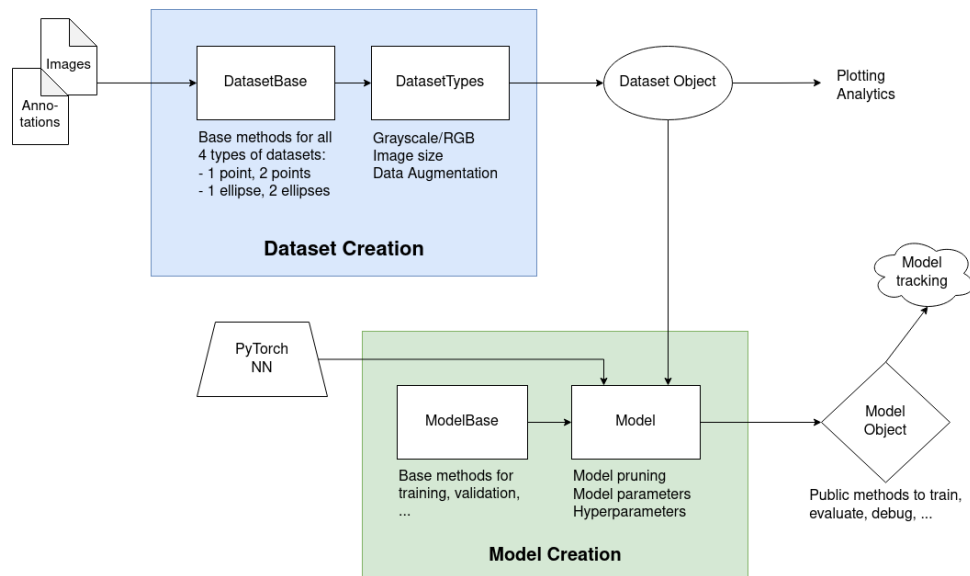 Images
Anno-
tations
DatasetBase
Base methods for all
4 types of datasets:
- 1 point, 2 points
- 1 ellipse, 2 ellipses
DatasetTypes
Grayscale/RGB
Image size
Data Augmentation
Dataset Creation
Dataset Object
Plotting
Analytics
Model
tracking
PyTorch
NN
ModelBase
Base methods for
training, validation,
...
Model
Model pruning
Model parameters
Hyperparameters
Model Creation
Model
Object
Public methods to train,
evaluate, debug, ...